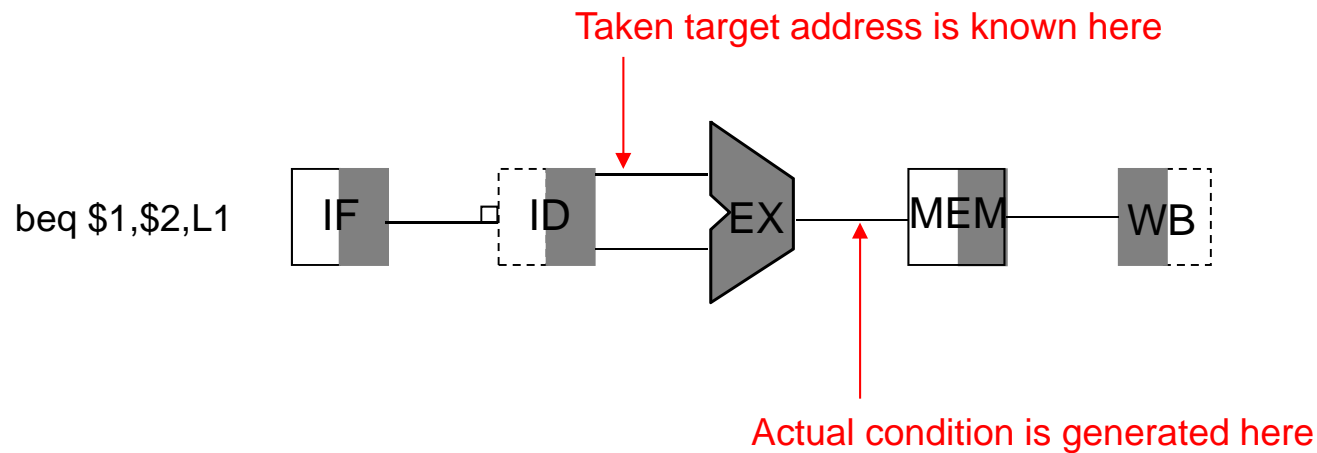 Taken target address is known here
beq $1,$2,L1 IF ID EX MEM WB
Actual condition is generated here